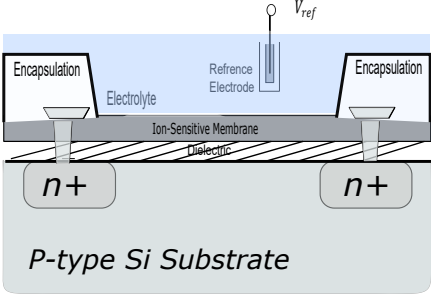 V_ref
Encapsulation
Encapsulation
Refrence
Electrode
Electrolyte
Ion-Sensitive Membrane
Dielectric
n+
n+
P-type Si Substrate